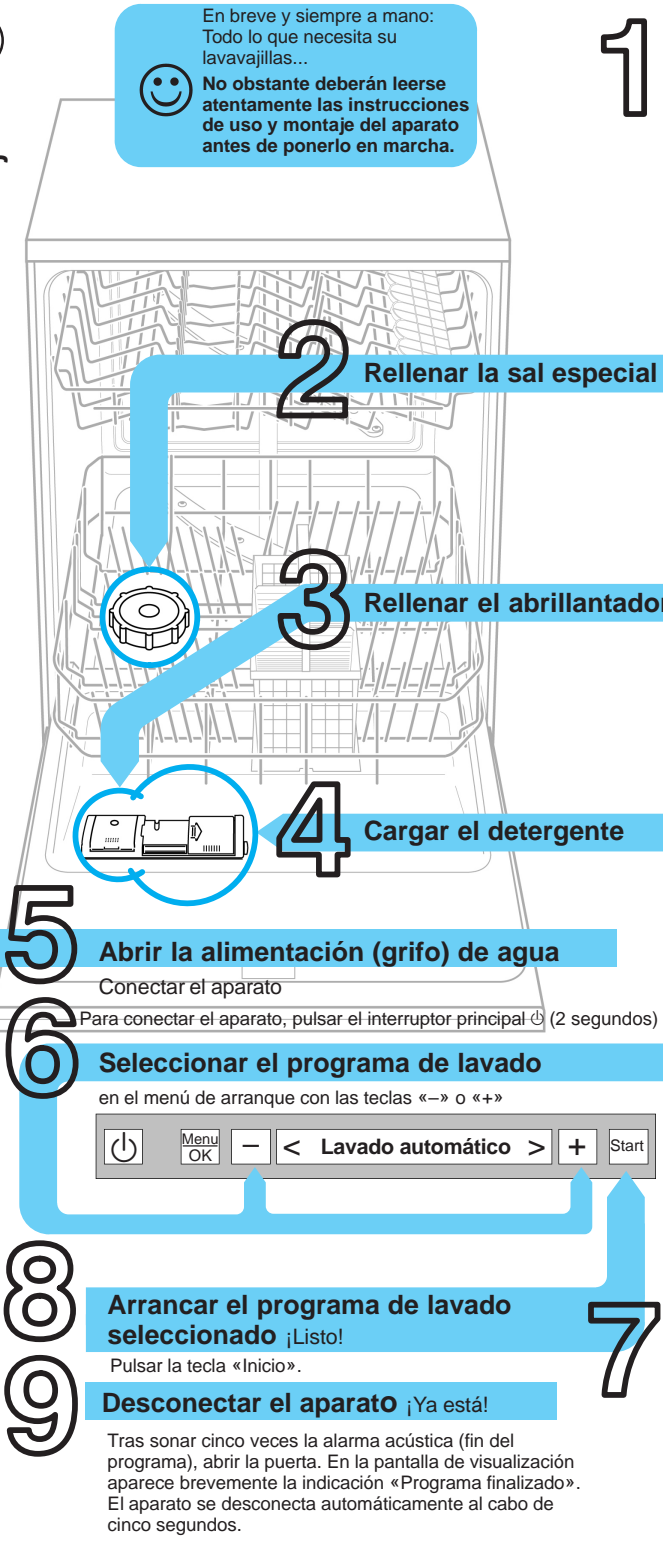 En breve y siempre a mano:
Todo lo que necesita su
lavavajillas...
No obstante deberán leerse
atentamente las instrucciones
de uso y montaje del aparato
antes de ponerlo en marcha.
1
2
Rellenar la sal especial
3
Rellenar el abrillantador
4
Cargar el detergente
5
Abrir la alimentación (grifo) de agua
Conectar el aparato
Para conectar el aparato, pulsar el interruptor principal (2 segundos)
6
Seleccionar el programa de lavado
en el menú de arranque con las teclas «–» o «+»
Menu
OK
– < Lavado automático > + Start
8
Arrancar el programa de lavado
seleccionado ¡Listo!
Pulsar la tecla «Inicio».
7
9
Desconectar el aparato ¡Ya está!
Tras sonar cinco veces la alarma acústica (fin del
programa), abrir la puerta. En la pantalla de visualización
aparece brevemente la indicación «Programa finalizado».
El aparato se desconecta automáticamente al cabo de
cinco segundos.